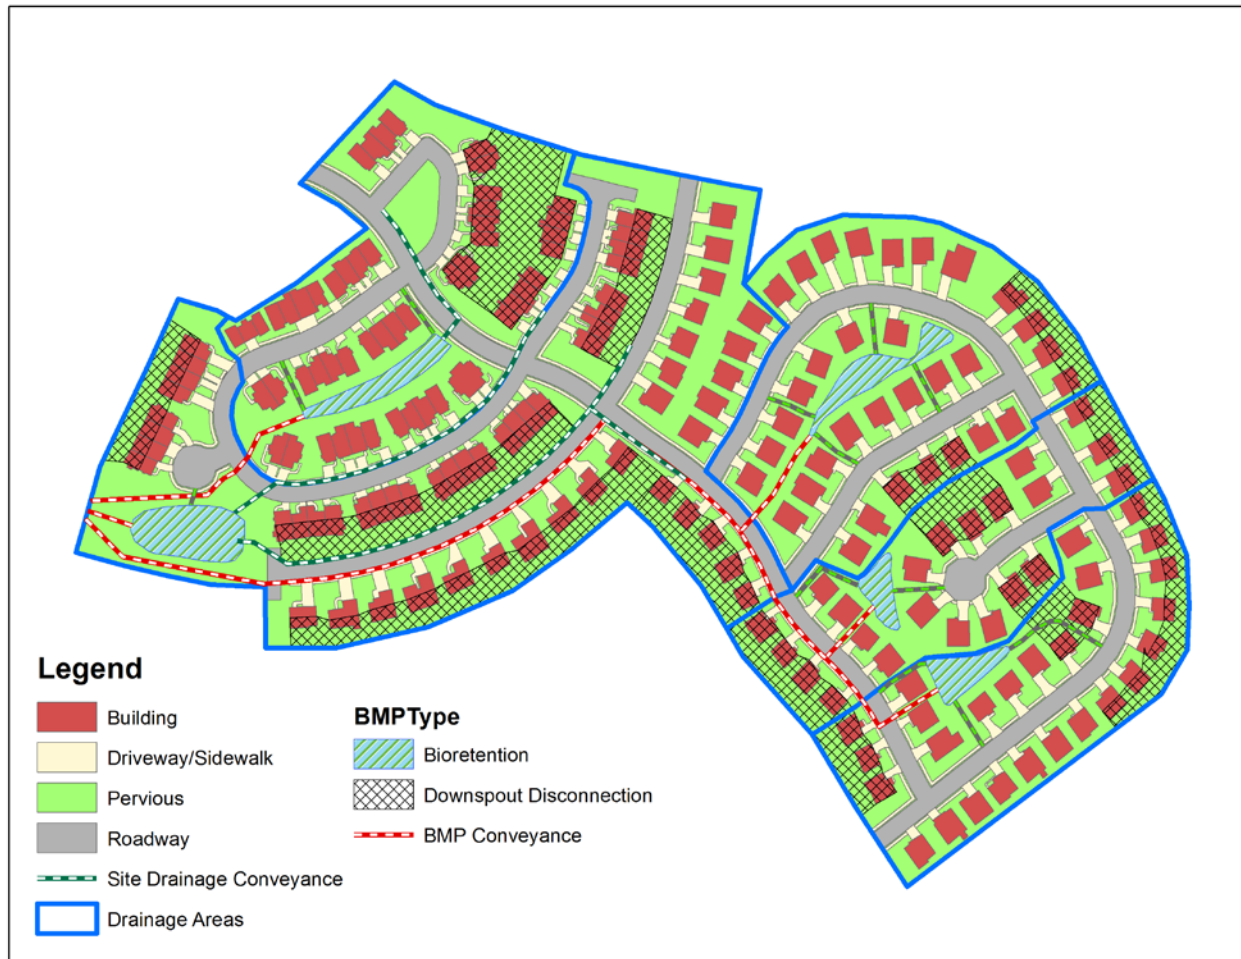 Legend
Building
Driveway/Sidewalk
Pervious
Roadway
Site Drainage Conveyance
Drainage Areas
BMPType
Bioretention
Downspout Disconnection
BMP Conveyance